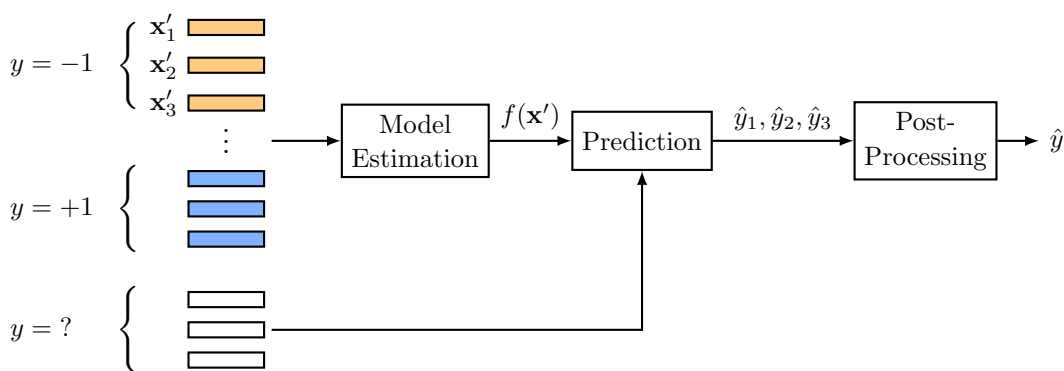 𝐱′₁
y = −1
𝐱′₂
𝐱′₃
⋮
Model
Estimation
f(𝐱′)
Prediction
ŷ₁, ŷ₂, ŷ₃
Post-
Processing
ŷ
y = +1
y = ?